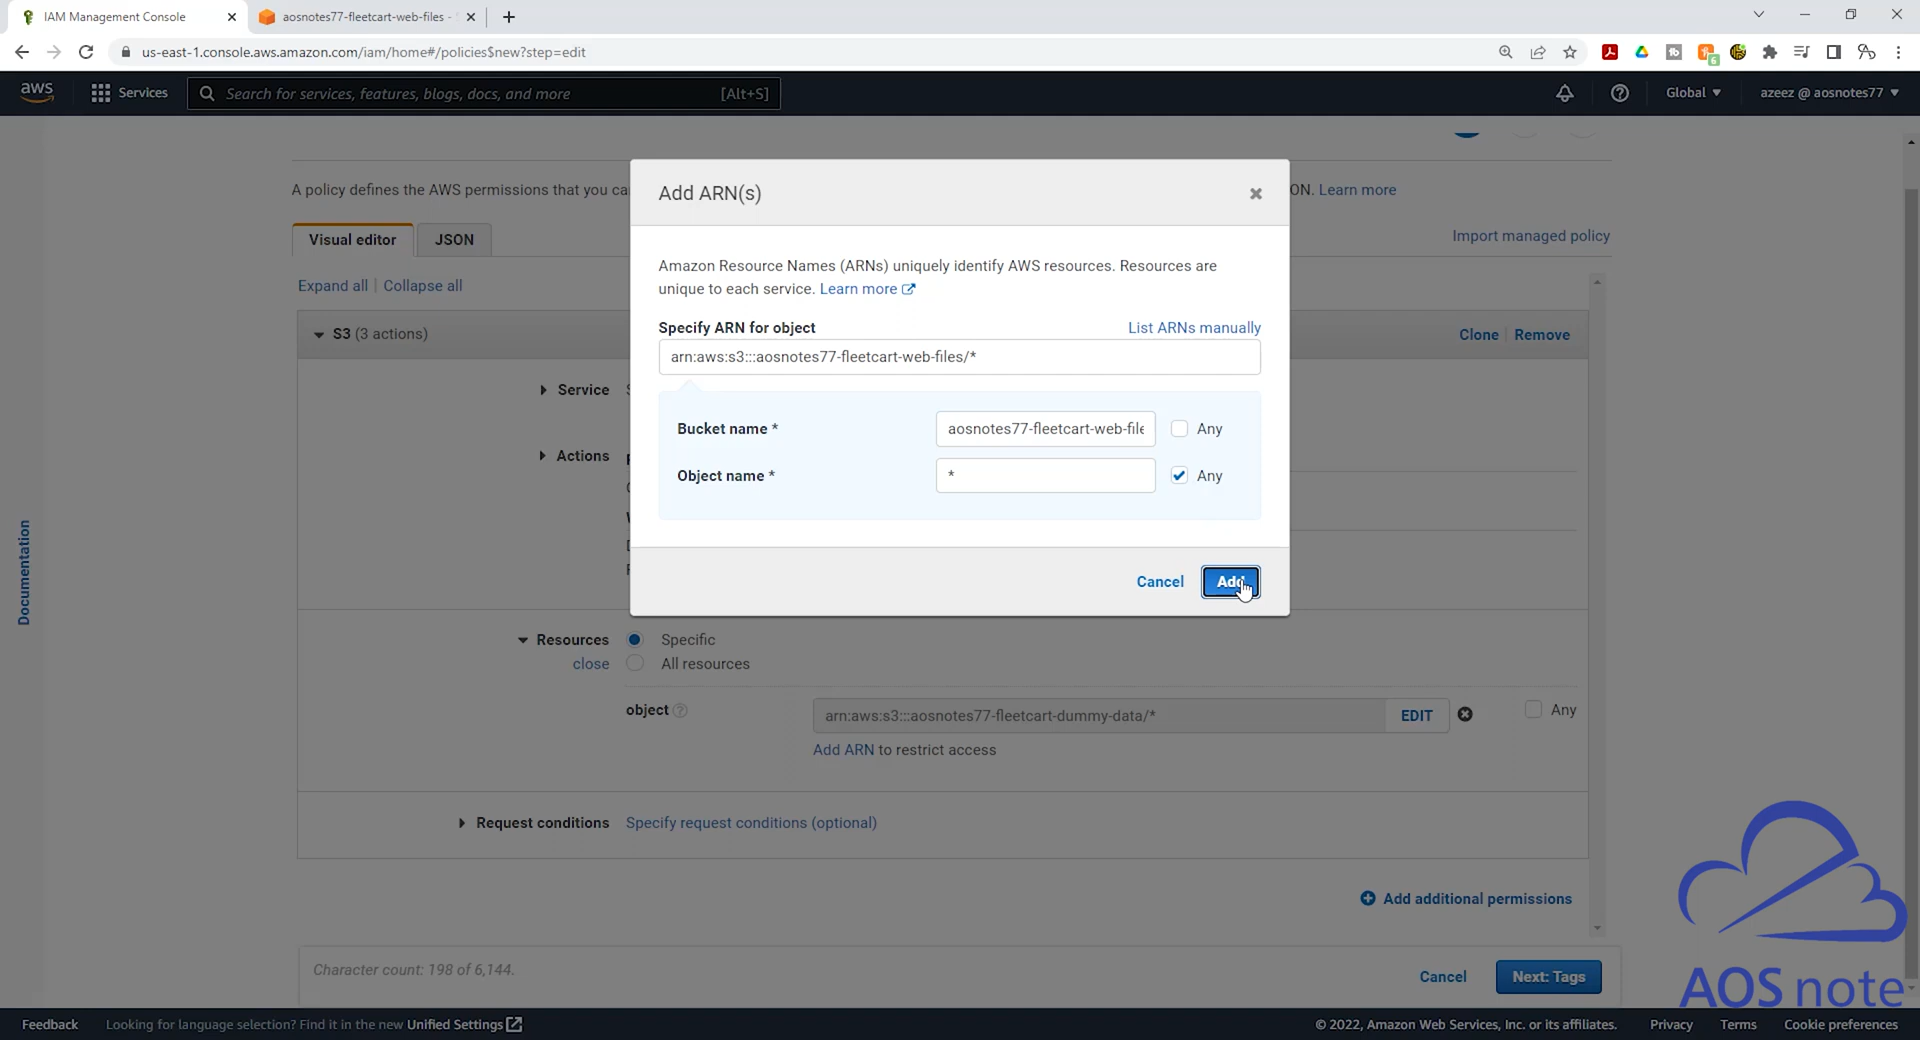 IAM Management Console
aosnotes77-fleetcart-web-files -
us-east-1.console.aws.amazon.com/iam/home#/policies$new?step=edit
aws
Services
Search for services, features, blogs, docs, and more [Alt+S]
Global
azeez @ aosnotes77
A policy defines the AWS permissions that you ca
ON. Learn more
Visual editor
JSON
Import managed policy
Expand all | Collapse all
S3 (3 actions)
Clone | Remove
Service
Actions
Add ARN(s)
Amazon Resource Names (ARNs) uniquely identify AWS resources. Resources are
unique to each service. Learn more
Specify ARN for object
List ARNs manually
arn:aws:s3:::aosnotes77-fleetcart-web-files/*
Bucket name *
aosnotes77-fleetcart-web-file
Any
Object name *
*
Any
Cancel
Add
Documentation
Resources
close
Specific
All resources
object
arn:aws:s3:::aosnotes77-fleetcart-dummy-data/*
EDIT
Any
Add ARN to restrict access
Request conditions
Specify request conditions (optional)
Add additional permissions
Character count: 198 of 6,144.
Cancel
Next: Tags
AOS note
Feedback
Looking for language selection? Find it in the new Unified Settings
© 2022, Amazon Web Services, Inc. or its affiliates.
Privacy
Terms
Cookie preferences